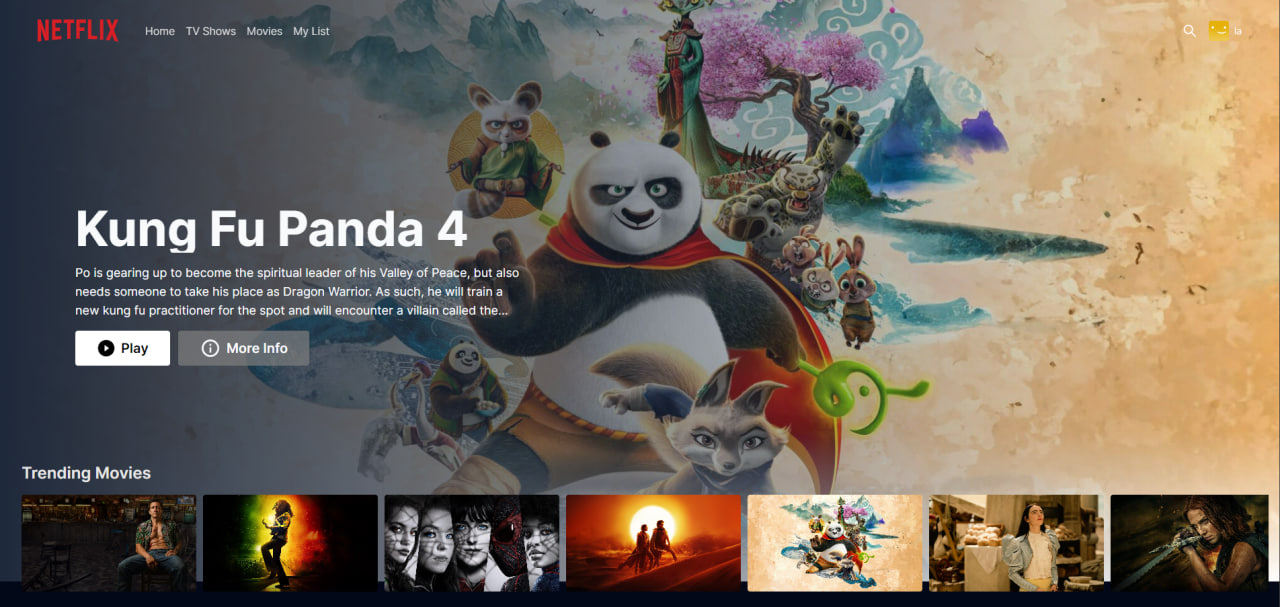 NETFLIX Home TV Shows Movies My List ia
Kung Fu Panda 4
Po is gearing up to become the spiritual leader of his Valley of Peace, but also
needs someone to take his place as Dragon Warrior. As such, he will train a
new kung fu practitioner for the spot and will encounter a villain called the...
Play More Info
Trending Movies